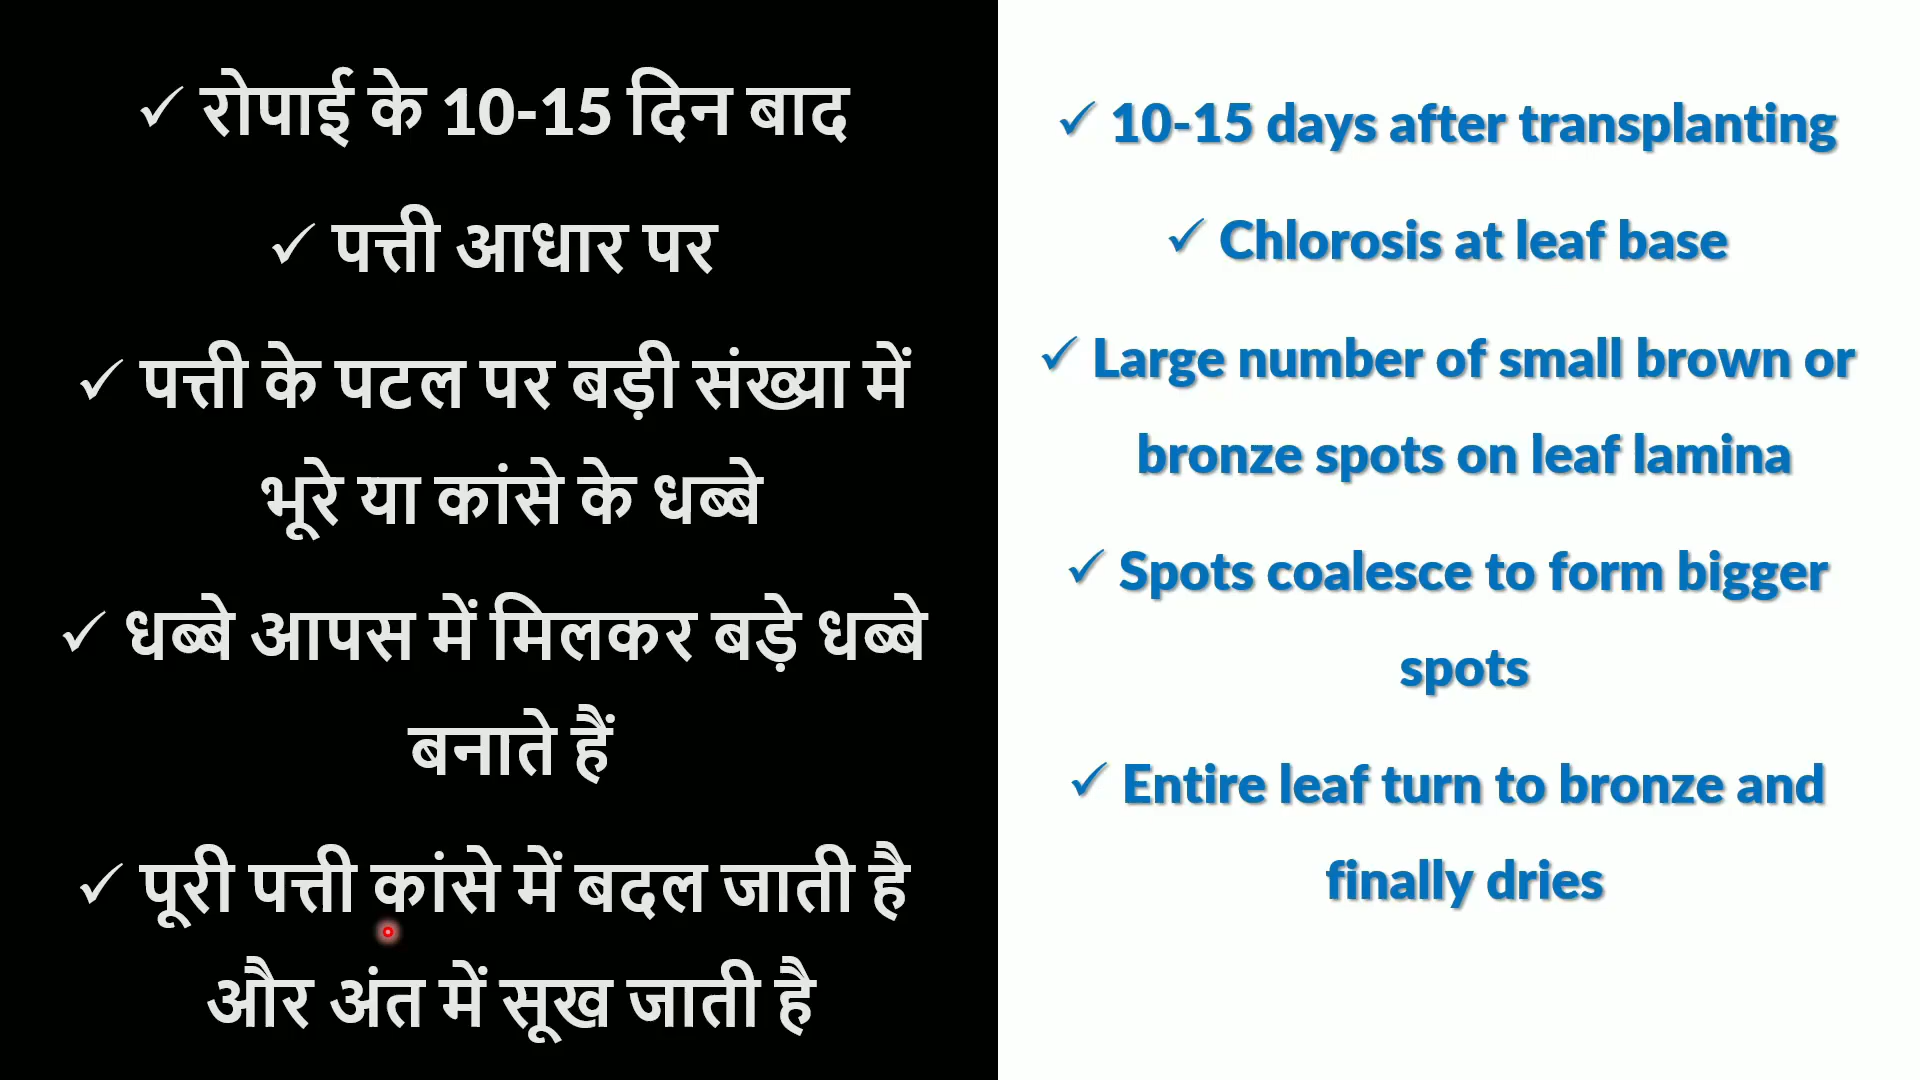 ✓ रोपाई के 10-15 दिन बाद
✓ पत्ती आधार पर
✓ पत्ती के पटल पर बड़ी संख्या में
भूरे या कांसे के धब्बे
✓ धब्बे आपस में मिलकर बड़े धब्बे
बनाते हैं
✓ पूरी पत्ती कांसे में बदल जाती है
और अंत में सूख जाती है
✓ 10-15 days after transplanting
✓ Chlorosis at leaf base
✓ Large number of small brown or
bronze spots on leaf lamina
✓ Spots coalesce to form bigger
spots
✓ Entire leaf turn to bronze and
finally dries